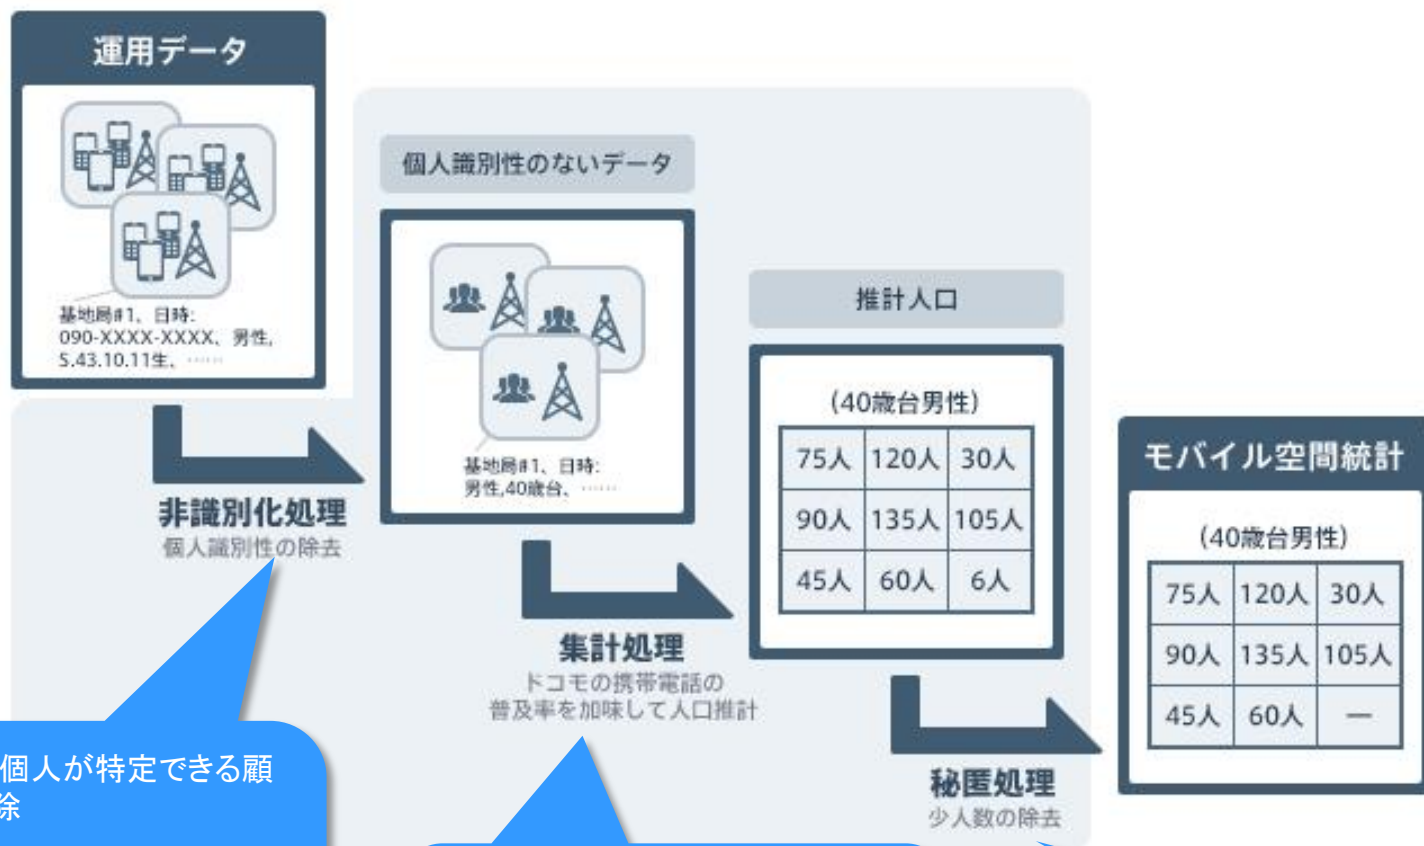 運用データ
基地局#1、日時:
090-XXXX-XXXX、男性,
S.43.10.11生、……
非識別化処理
個人識別性の除去
個人識別性のないデータ
基地局#1、日時:
男性,40歳台、……
集計処理
ドコモの携帯電話の
普及率を加味して人口推計
推計人口
(40歳台男性)
75人 120人 30人
90人 135人 105人
45人 60人 6人
秘匿処理
少人数の除去
モバイル空間統計
(40歳台男性)
75人 120人 30人
90人 135人 105人
45人 60人 —
個人が特定できる顧
除